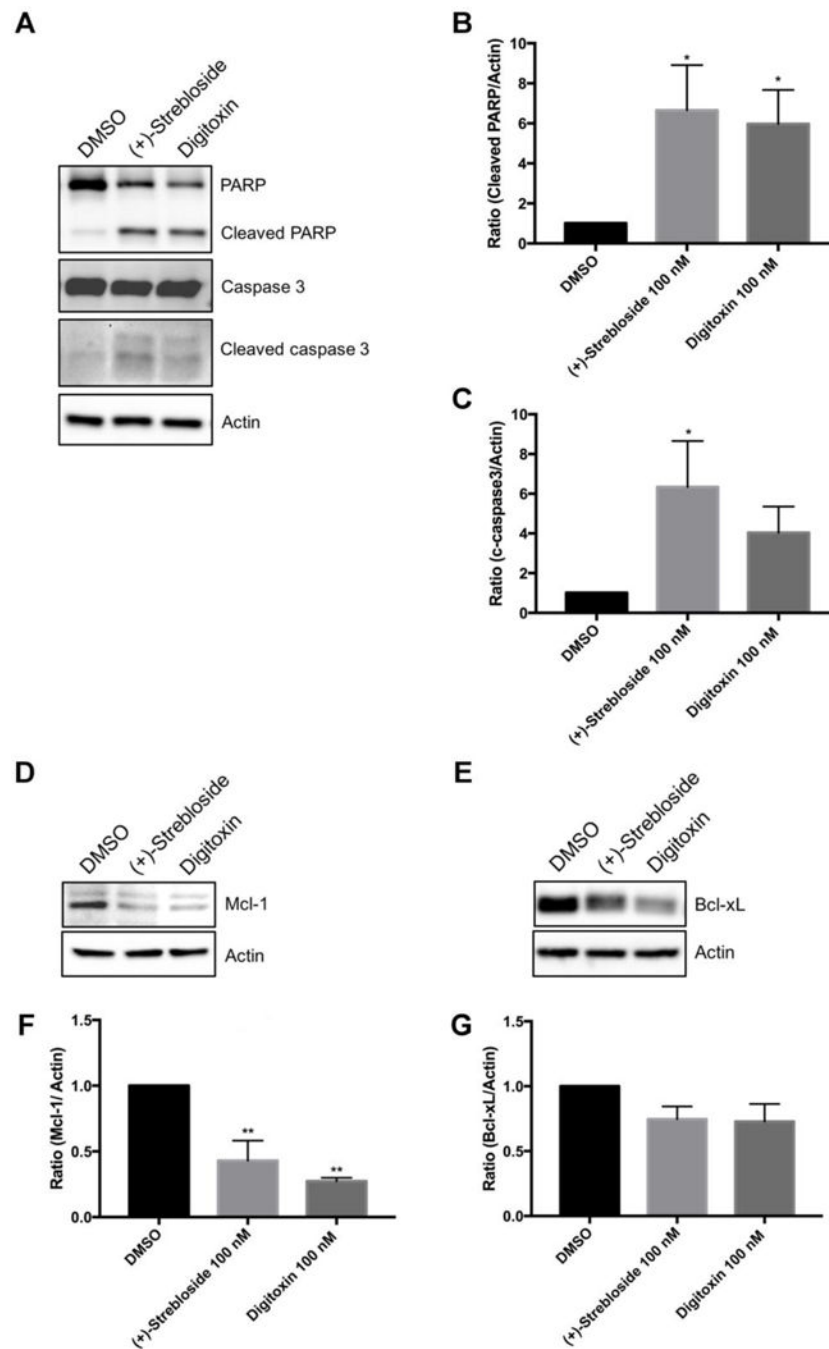 A
DMSO
(+)-Strebloside
Digitoxin
PARP
Cleaved PARP
Caspase 3
Cleaved caspase 3
Actin
B
Ratio (Cleaved PARP/Actin)
10
8
6
4
2
0
*
*
DMSO
(+)-Strebloside 100 nM
Digitoxin 100 nM
C
Ratio (c-caspase3/Actin)
10
8
6
4
2
0
*
DMSO
(+)-Strebloside 100 nM
Digitoxin 100 nM
D
DMSO
(+)-Strebloside
Digitoxin
Mcl-1
Actin
E
DMSO
(+)-Strebloside
Digitoxin
Bcl-xL
Actin
F
Ratio (Mcl-1/ Actin)
1.5
1.0
0.5
0.0
**
**
DMSO
(+)-Strebloside 100 nM
Digitoxin 100 nM
G
Ratio (Bcl-xL/Actin)
1.5
1.0
0.5
0.0
DMSO
(+)-Strebloside 100 nM
Digitoxin 100 nM